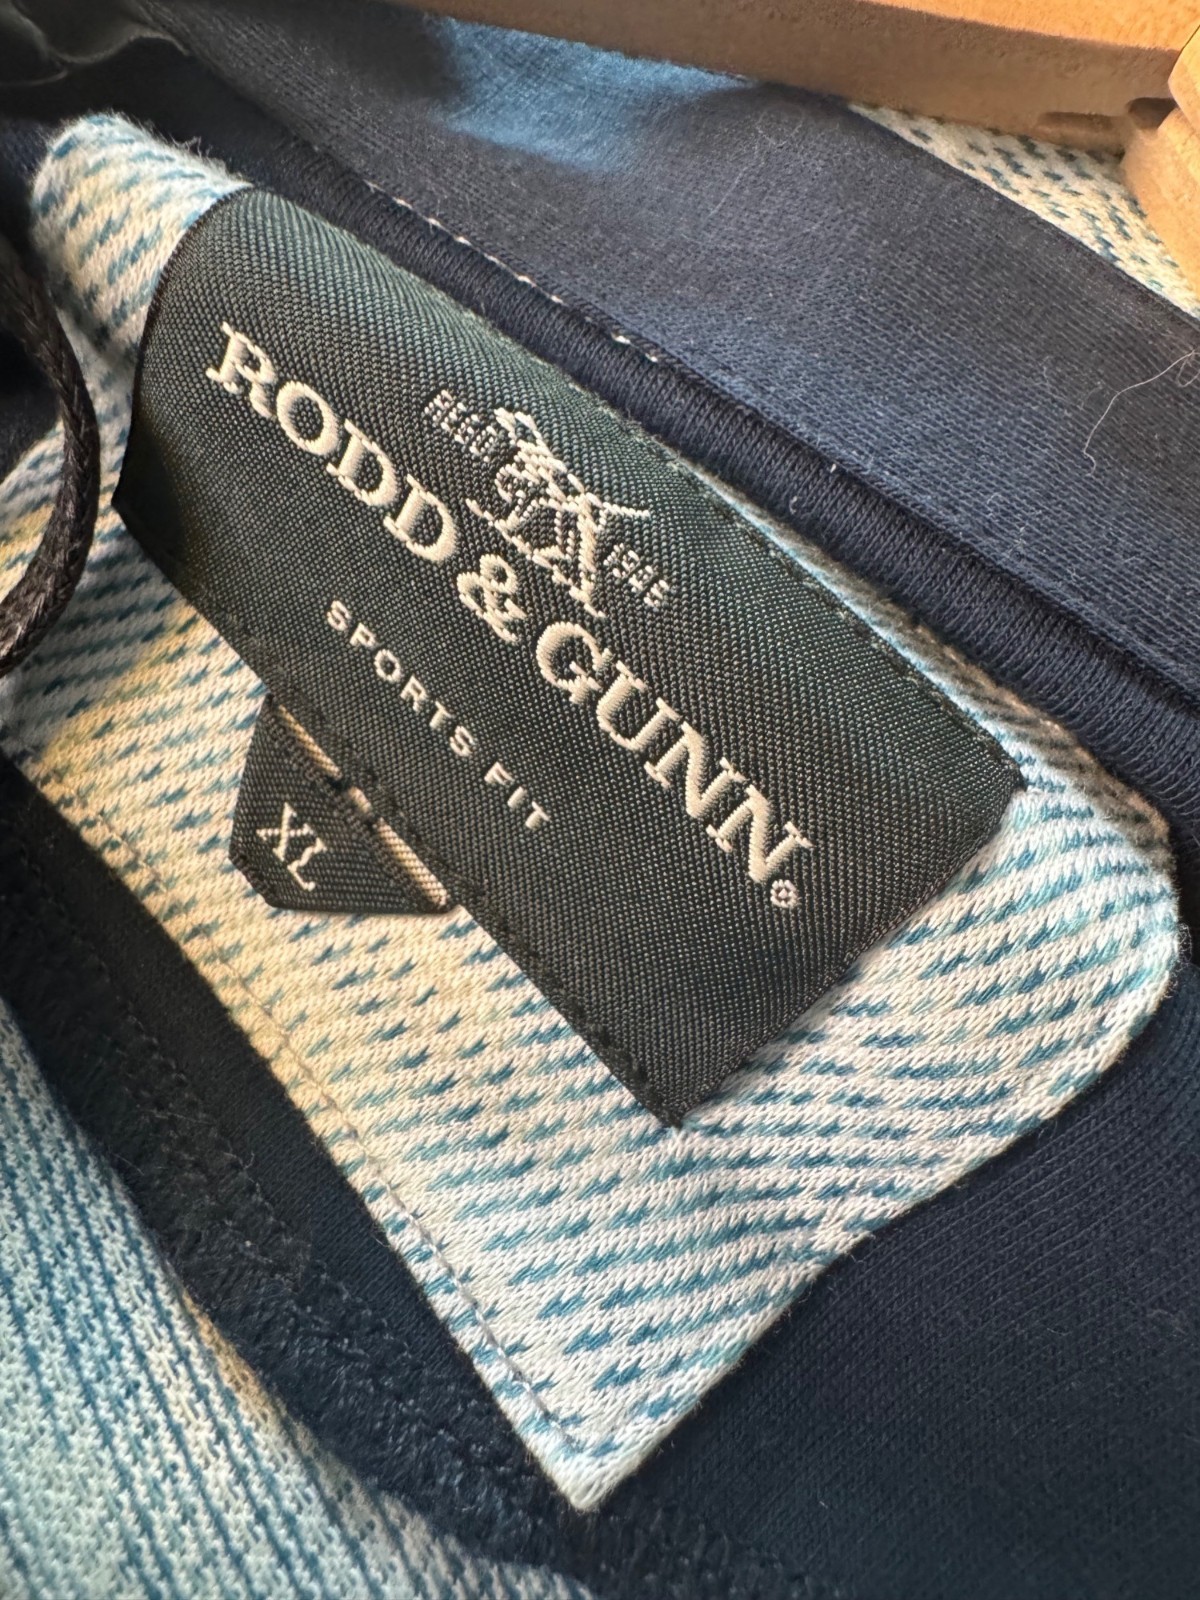 RODD & GUNN®
SPORTS FIT
XL